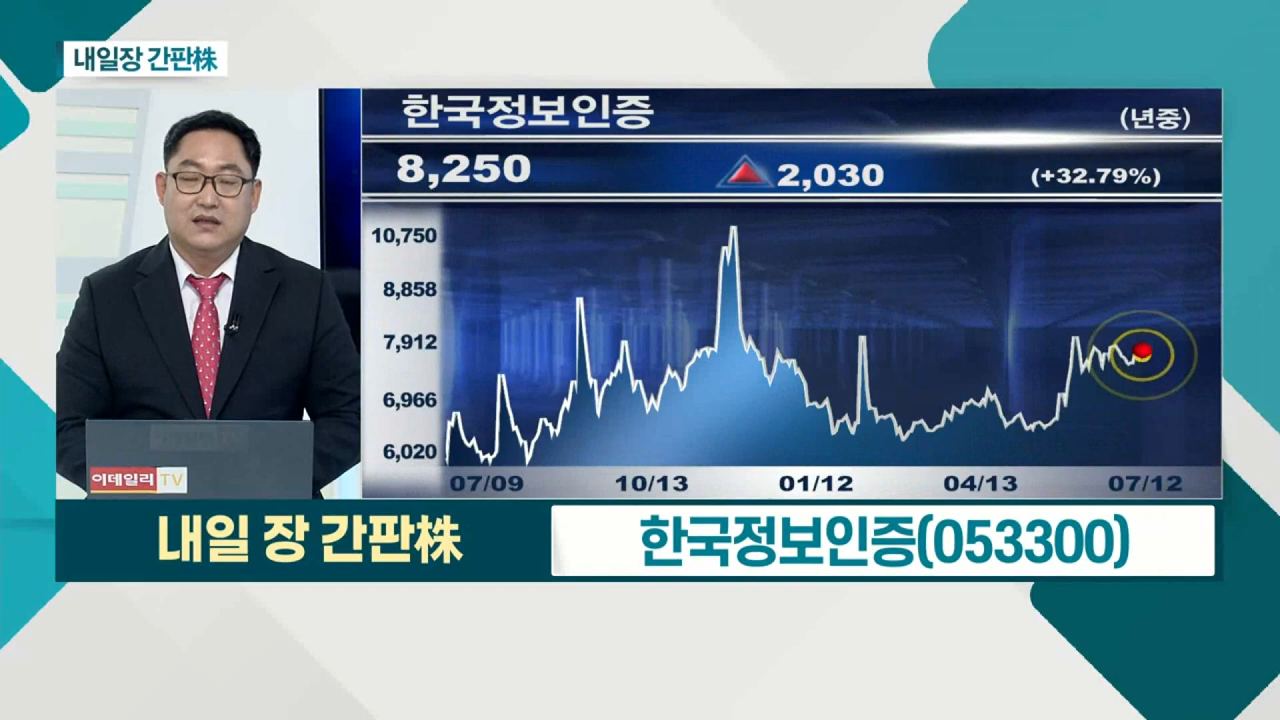 내일장 간판株
한국정보인증
(년중)
8,250
2,030
(+32.79%)
10,750
8,858
7,912
6,966
6,020
07/09
10/13
01/12
04/13
07/12
이데일리TV
내일 장 간판株
한국정보인증(053300)